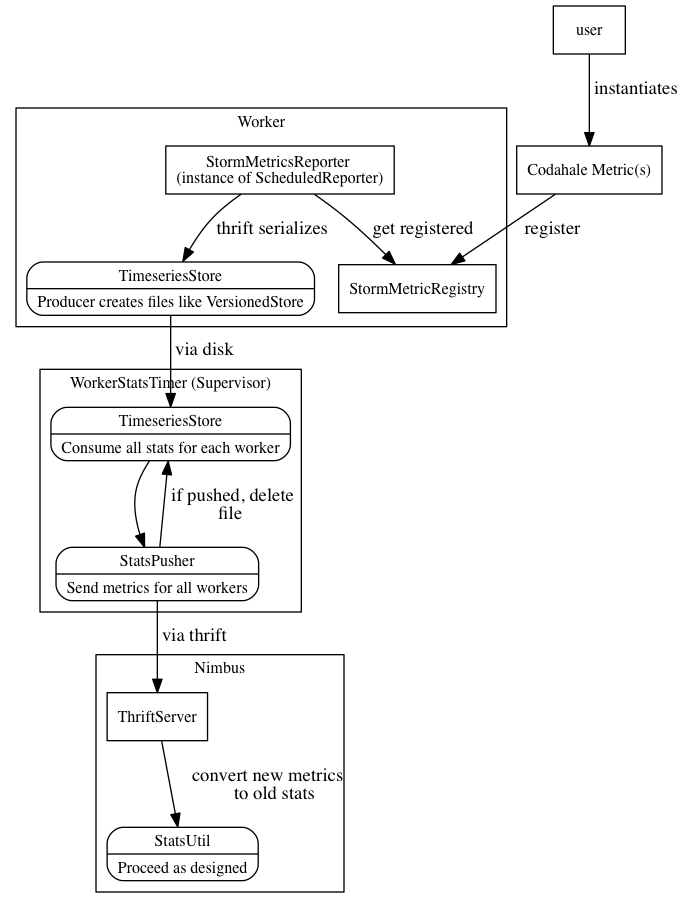 user
instantiates
Worker
StormMetricsReporter
(instance of ScheduledReporter)
Codahale Metric(s)
thrift serializes
get registered
register
TimeseriesStore
Producer creates files like VersionedStore
StormMetricRegistry
via disk
WorkerStatsTimer (Supervisor)
TimeseriesStore
Consume all stats for each worker
if pushed, delete
file
StatsPusher
Send metrics for all workers
via thrift
Nimbus
ThriftServer
convert new metrics
to old stats
StatsUtil
Proceed as designed